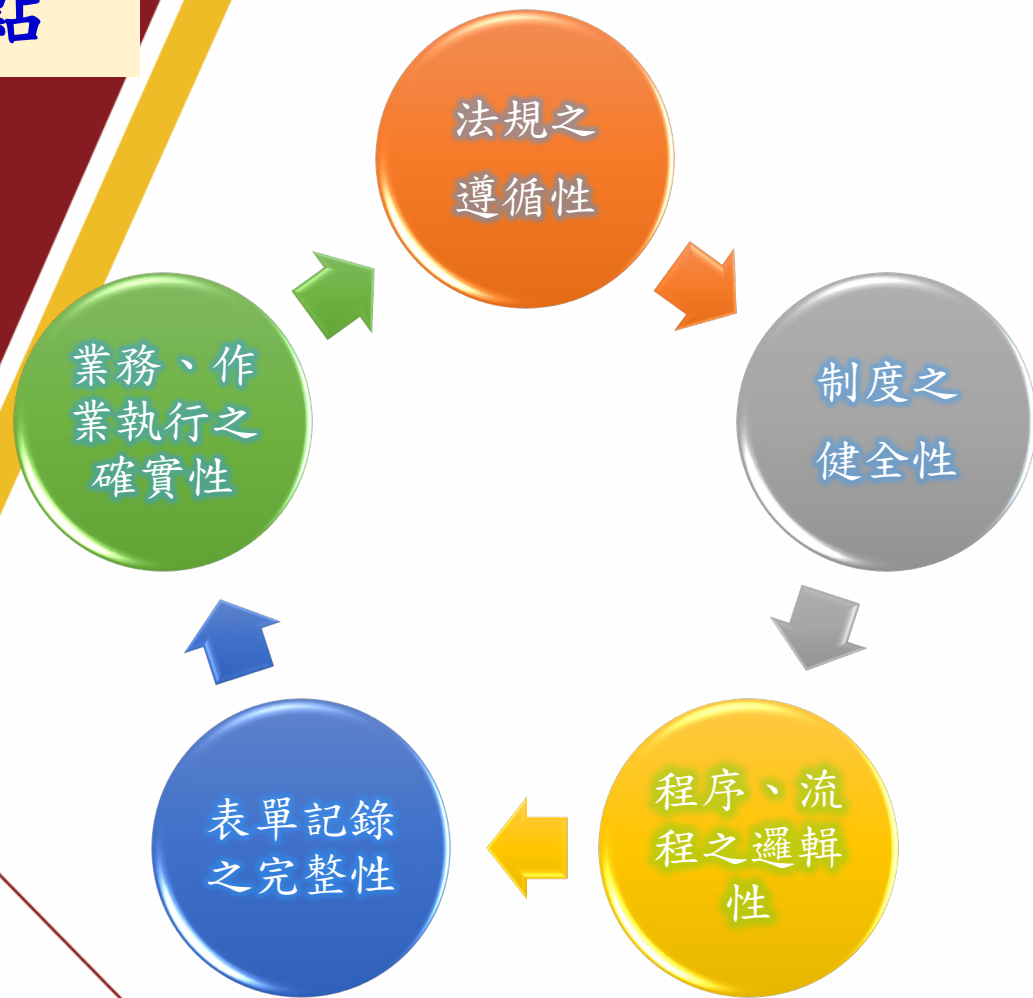 點
法規之
遵循性
制度之
健全性
程序、流
程之邏輯
性
表單記錄
之完整性
業務、作
業執行之
確實性